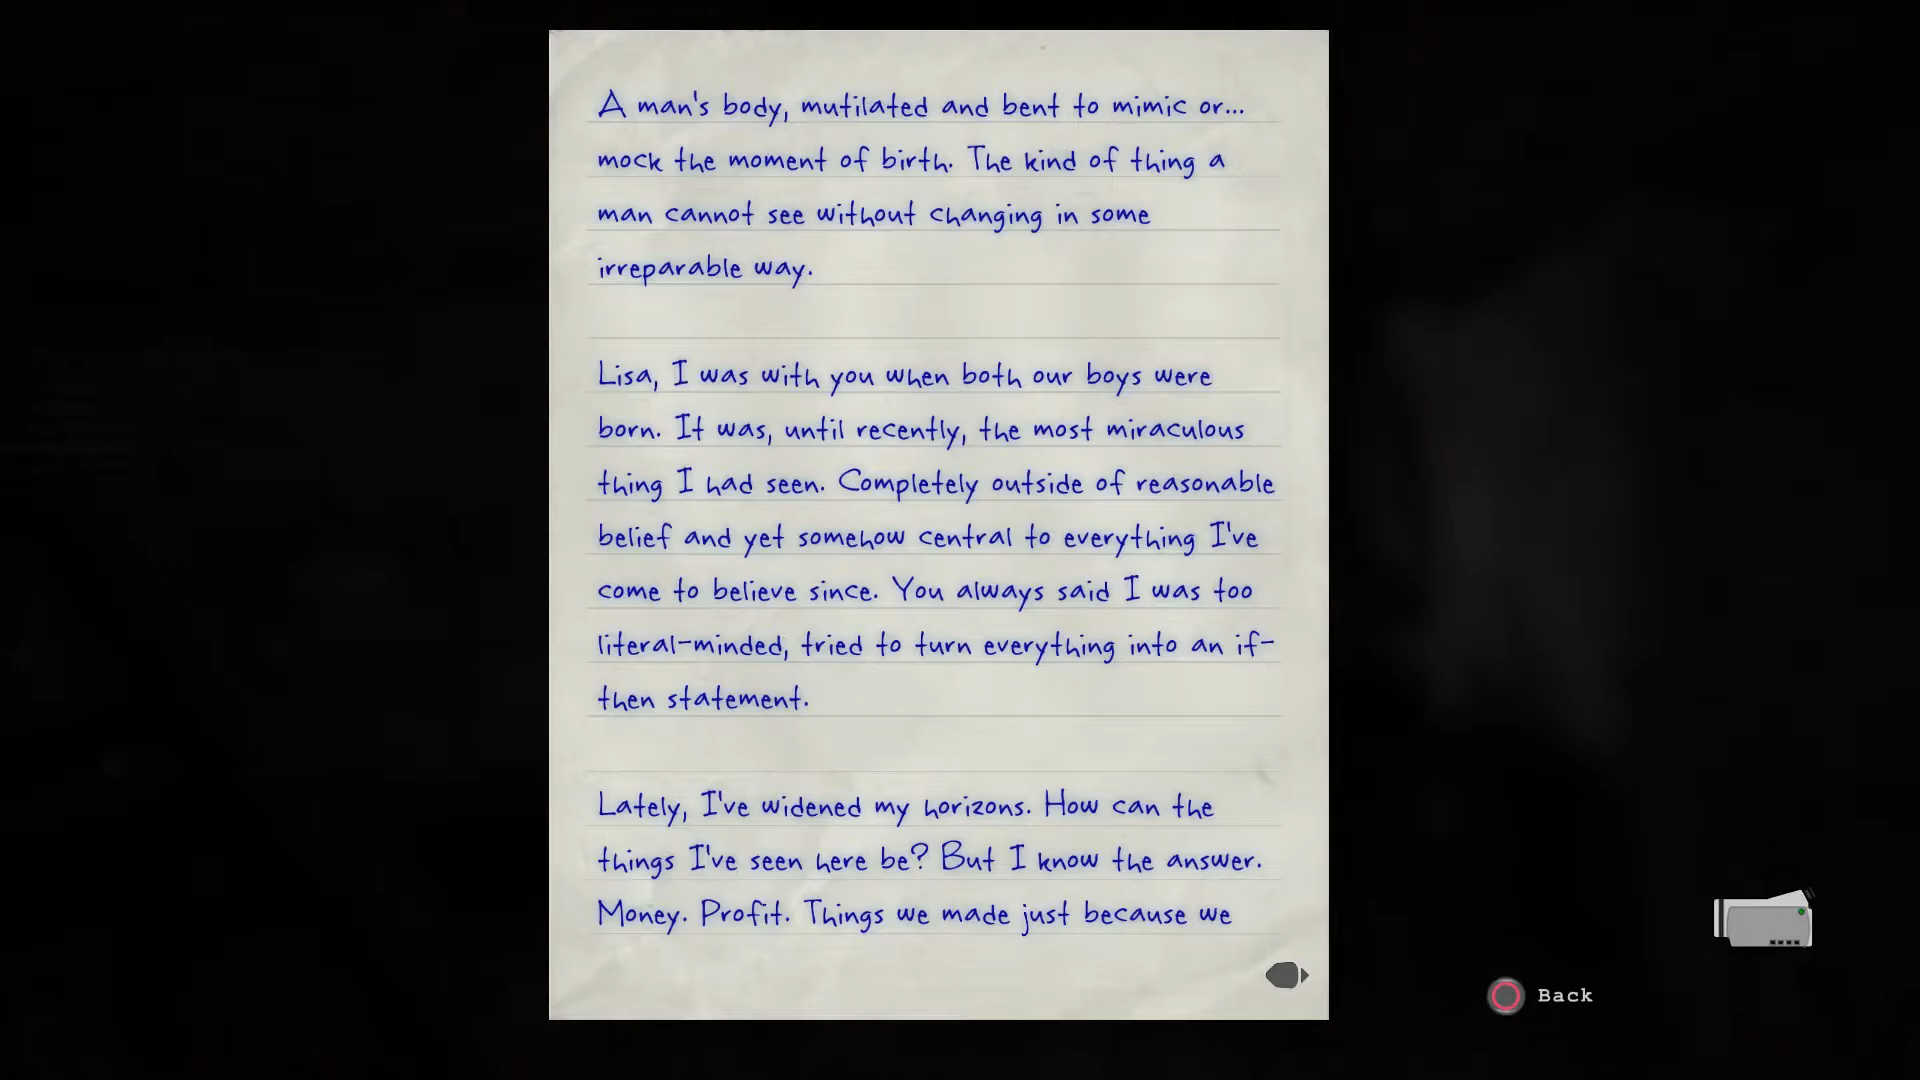 A man's body, mutilated and bent to mimic or...
mock the moment of birth. The kind of thing a
man cannot see without changing in some
irreparable way.
Lisa, I was with you when both our boys were
born. It was, until recently, the most miraculous
thing I had seen. Completely outside of reasonable
belief and yet somehow central to everything I've
come to believe since. You always said I was too
literal-minded, tried to turn everything into an if-
then statement.
Lately, I've widened my horizons. How can the
things I've seen here be? But I know the answer.
Money. Profit. Things we made just because we
Back